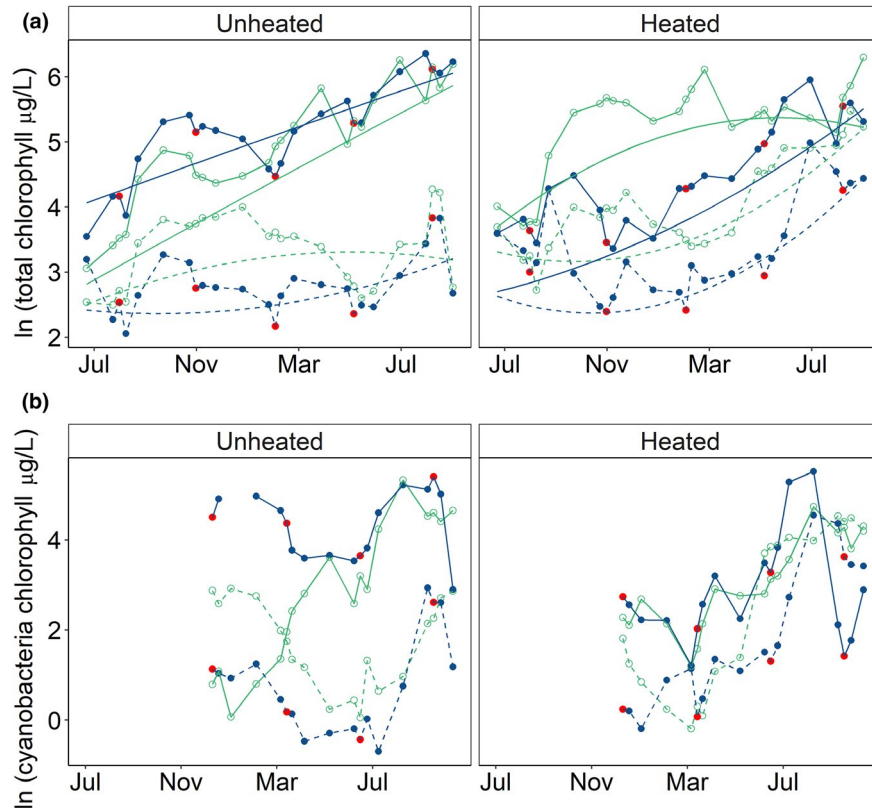 (a)
Unheated Heated
ln (total chlorophyll μg/L)
6
5
4
3
2
Jul Nov Mar Jul Jul Nov Mar Jul
(b)
Unheated Heated
ln (cyanobacteria chlorophyll μg/L)
4
2
0
Jul Nov Mar Jul Jul Nov Mar Jul